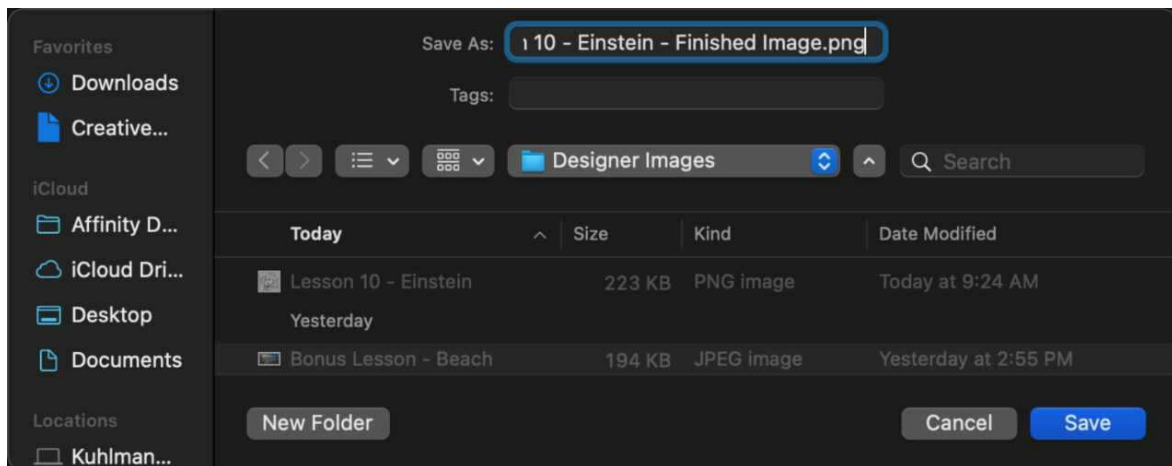 Favorites
Downloads
Creative...
iCloud
Affinity D...
iCloud Dri...
Desktop
Documents
Locations
Kuhlman...
Save As: 10 - Einstein - Finished Image.png
Tags:
Designer Images
Search
Today Size Kind Date Modified
Lesson 10 - Einstein 223 KB PNG image Today at 9:24 AM
Yesterday
Bonus Lesson - Beach 194 KB JPEG image Yesterday at 2:55 PM
New Folder Cancel Save